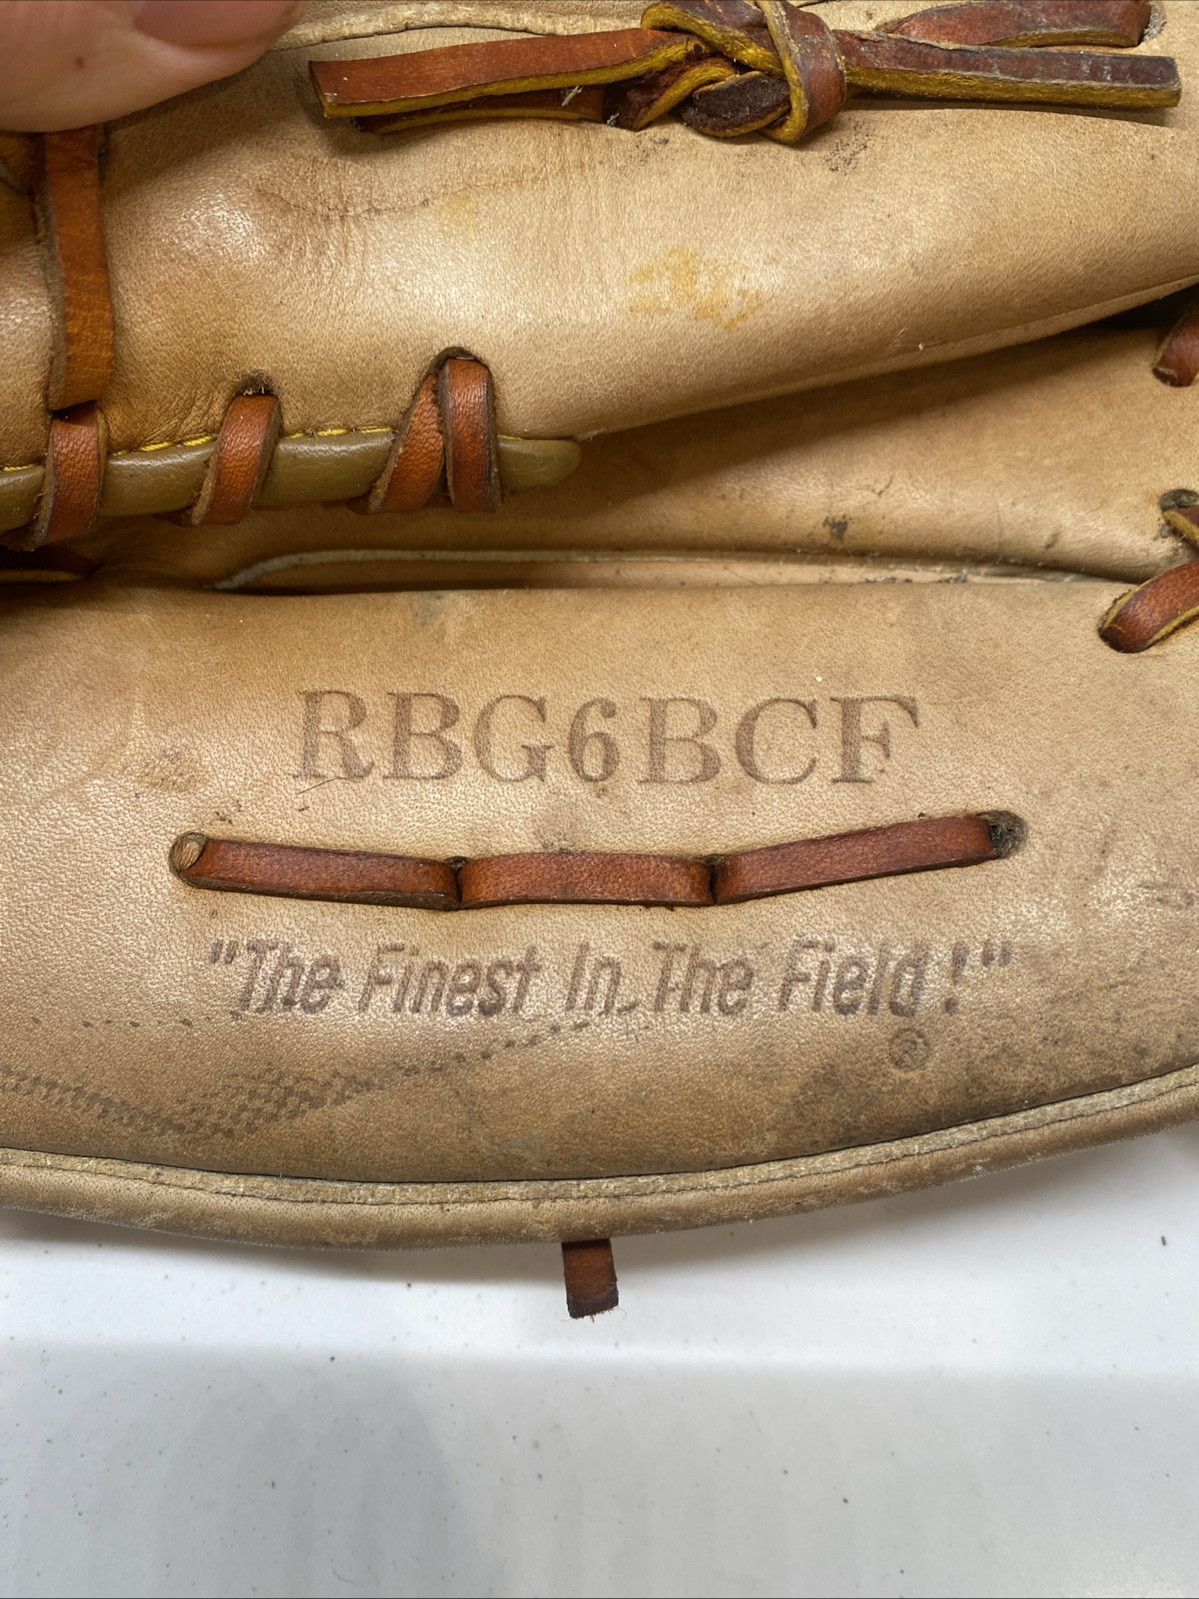 RBG6BCF
"The Finest In The Field!"
®